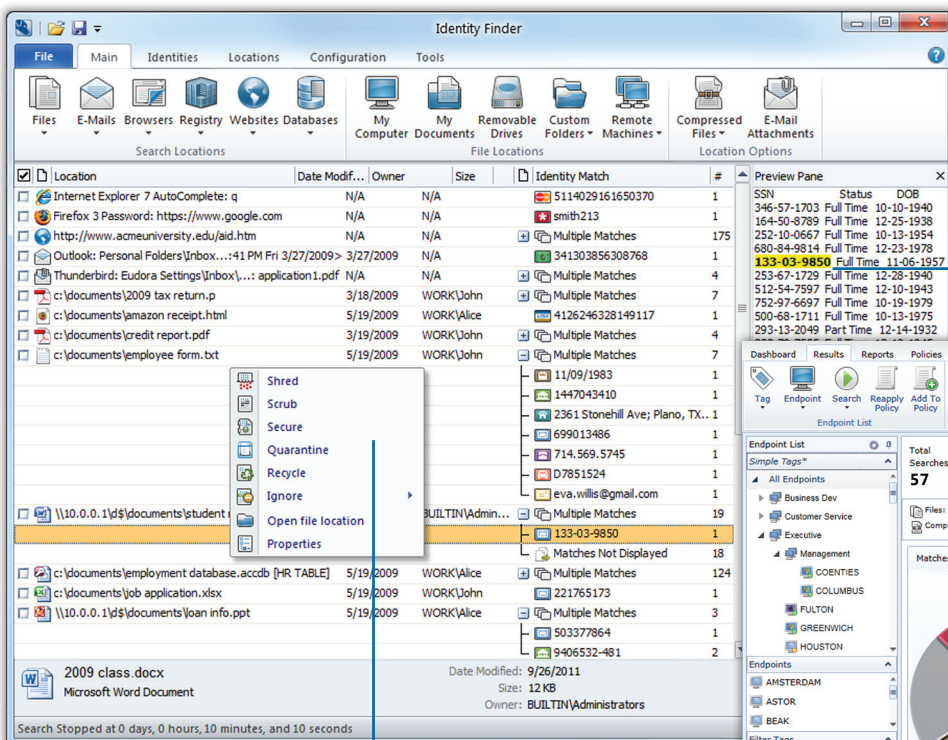 Identity Finder
File Main Identities Locations Configuration Tools
Files E-Mails Browsers Registry Websites Databases My Computer My Documents Removable Drives Custom Folders Remote Machines Compressed Files E-Mail Attachments
Search Locations File Locations Location Options
Location Date Modif... Owner Size Identity Match #
Internet Explorer 7 AutoComplete: q N/A N/A 5114029161650370 1
Firefox 3 Password: https://www.google.com N/A N/A smith213 1
http://www.acmeuniversity.edu/aid.htm N/A N/A Multiple Matches 175
Outlook: Personal Folders\Inbox...:41 PM Fri 3/27/2009> 3/27/2009 N/A 341303856308768 1
Thunderbird: Eudora Settings\Inbox\...: application1.pdf N/A N/A Multiple Matches 4
c:\documents\2009 tax return.p 3/18/2009 WORK\John Multiple Matches 7
c:\documents\amazon receipt.html 5/19/2009 WORK\Alice 4126246328149117 1
c:\documents\credit report.pdf 3/19/2009 WORK\John Multiple Matches 4
c:\documents\employee form.txt 5/19/2009 WORK\John Multiple Matches 7
11/09/1983 1
1447043410 1
2361 Stonehill Ave; Plano, TX.. 1
699013486 1
714.569.5745 1
D7851524 1
eva.willis@gmail.com 1
Shred
Scrub
Secure
Quarantine
Recycle
Ignore
Open file location
Properties
\\10.0.0.1\d$\documents\student BUILTIN\Admin... Multiple Matches 19
133-03-9850 1
Matches Not Displayed 18
c:\documents\employment database.accdb [HR TABLE] 5/19/2009 WORK\Alice Multiple Matches 124
c:\documents\job application.xlsx 5/19/2009 WORK\John 221765173 1
\\10.0.0.1\d$\documents\loan info.ppt 5/19/2009 WORK\Alice Multiple Matches 3
503377864 1
9406532-481 2
2009 class.docx
Microsoft Word Document
Date Modified: 9/26/2011
Size: 12 KB
Owner: BUILTIN\Administrators
Search Stopped at 0 days, 0 hours, 10 minutes, and 10 seconds
Preview Pane
SSN Status DOB
346-57-1703 Full Time 10-10-1940
164-50-8789 Full Time 12-25-1938
252-10-0667 Full Time 10-13-1954
680-84-9814 Full Time 12-23-1978
133-03-9850 Full Time 11-06-1957
253-67-1729 Full Time 12-28-1940
512-54-7597 Full Time 12-10-1943
752-97-6697 Full Time 10-19-1979
500-68-1711 Full Time 10-13-1975
293-13-2049 Part Time 12-14-1932
Dashboard Results Reports Policies
Tag Endpoint Search Reapply Policy Add To Policy
Endpoint List
Endpoint List
Simple Tags*
All Endpoints
Business Dev
Customer Service
Executive
Management
COENTIES
COLUMBUS
FULTON
GREENWICH
HOUSTON
Endpoints
AMSTERDAM
ASTOR
BEAK
Filter Tags
Total
Searches
57
Files:
Comp
Matche